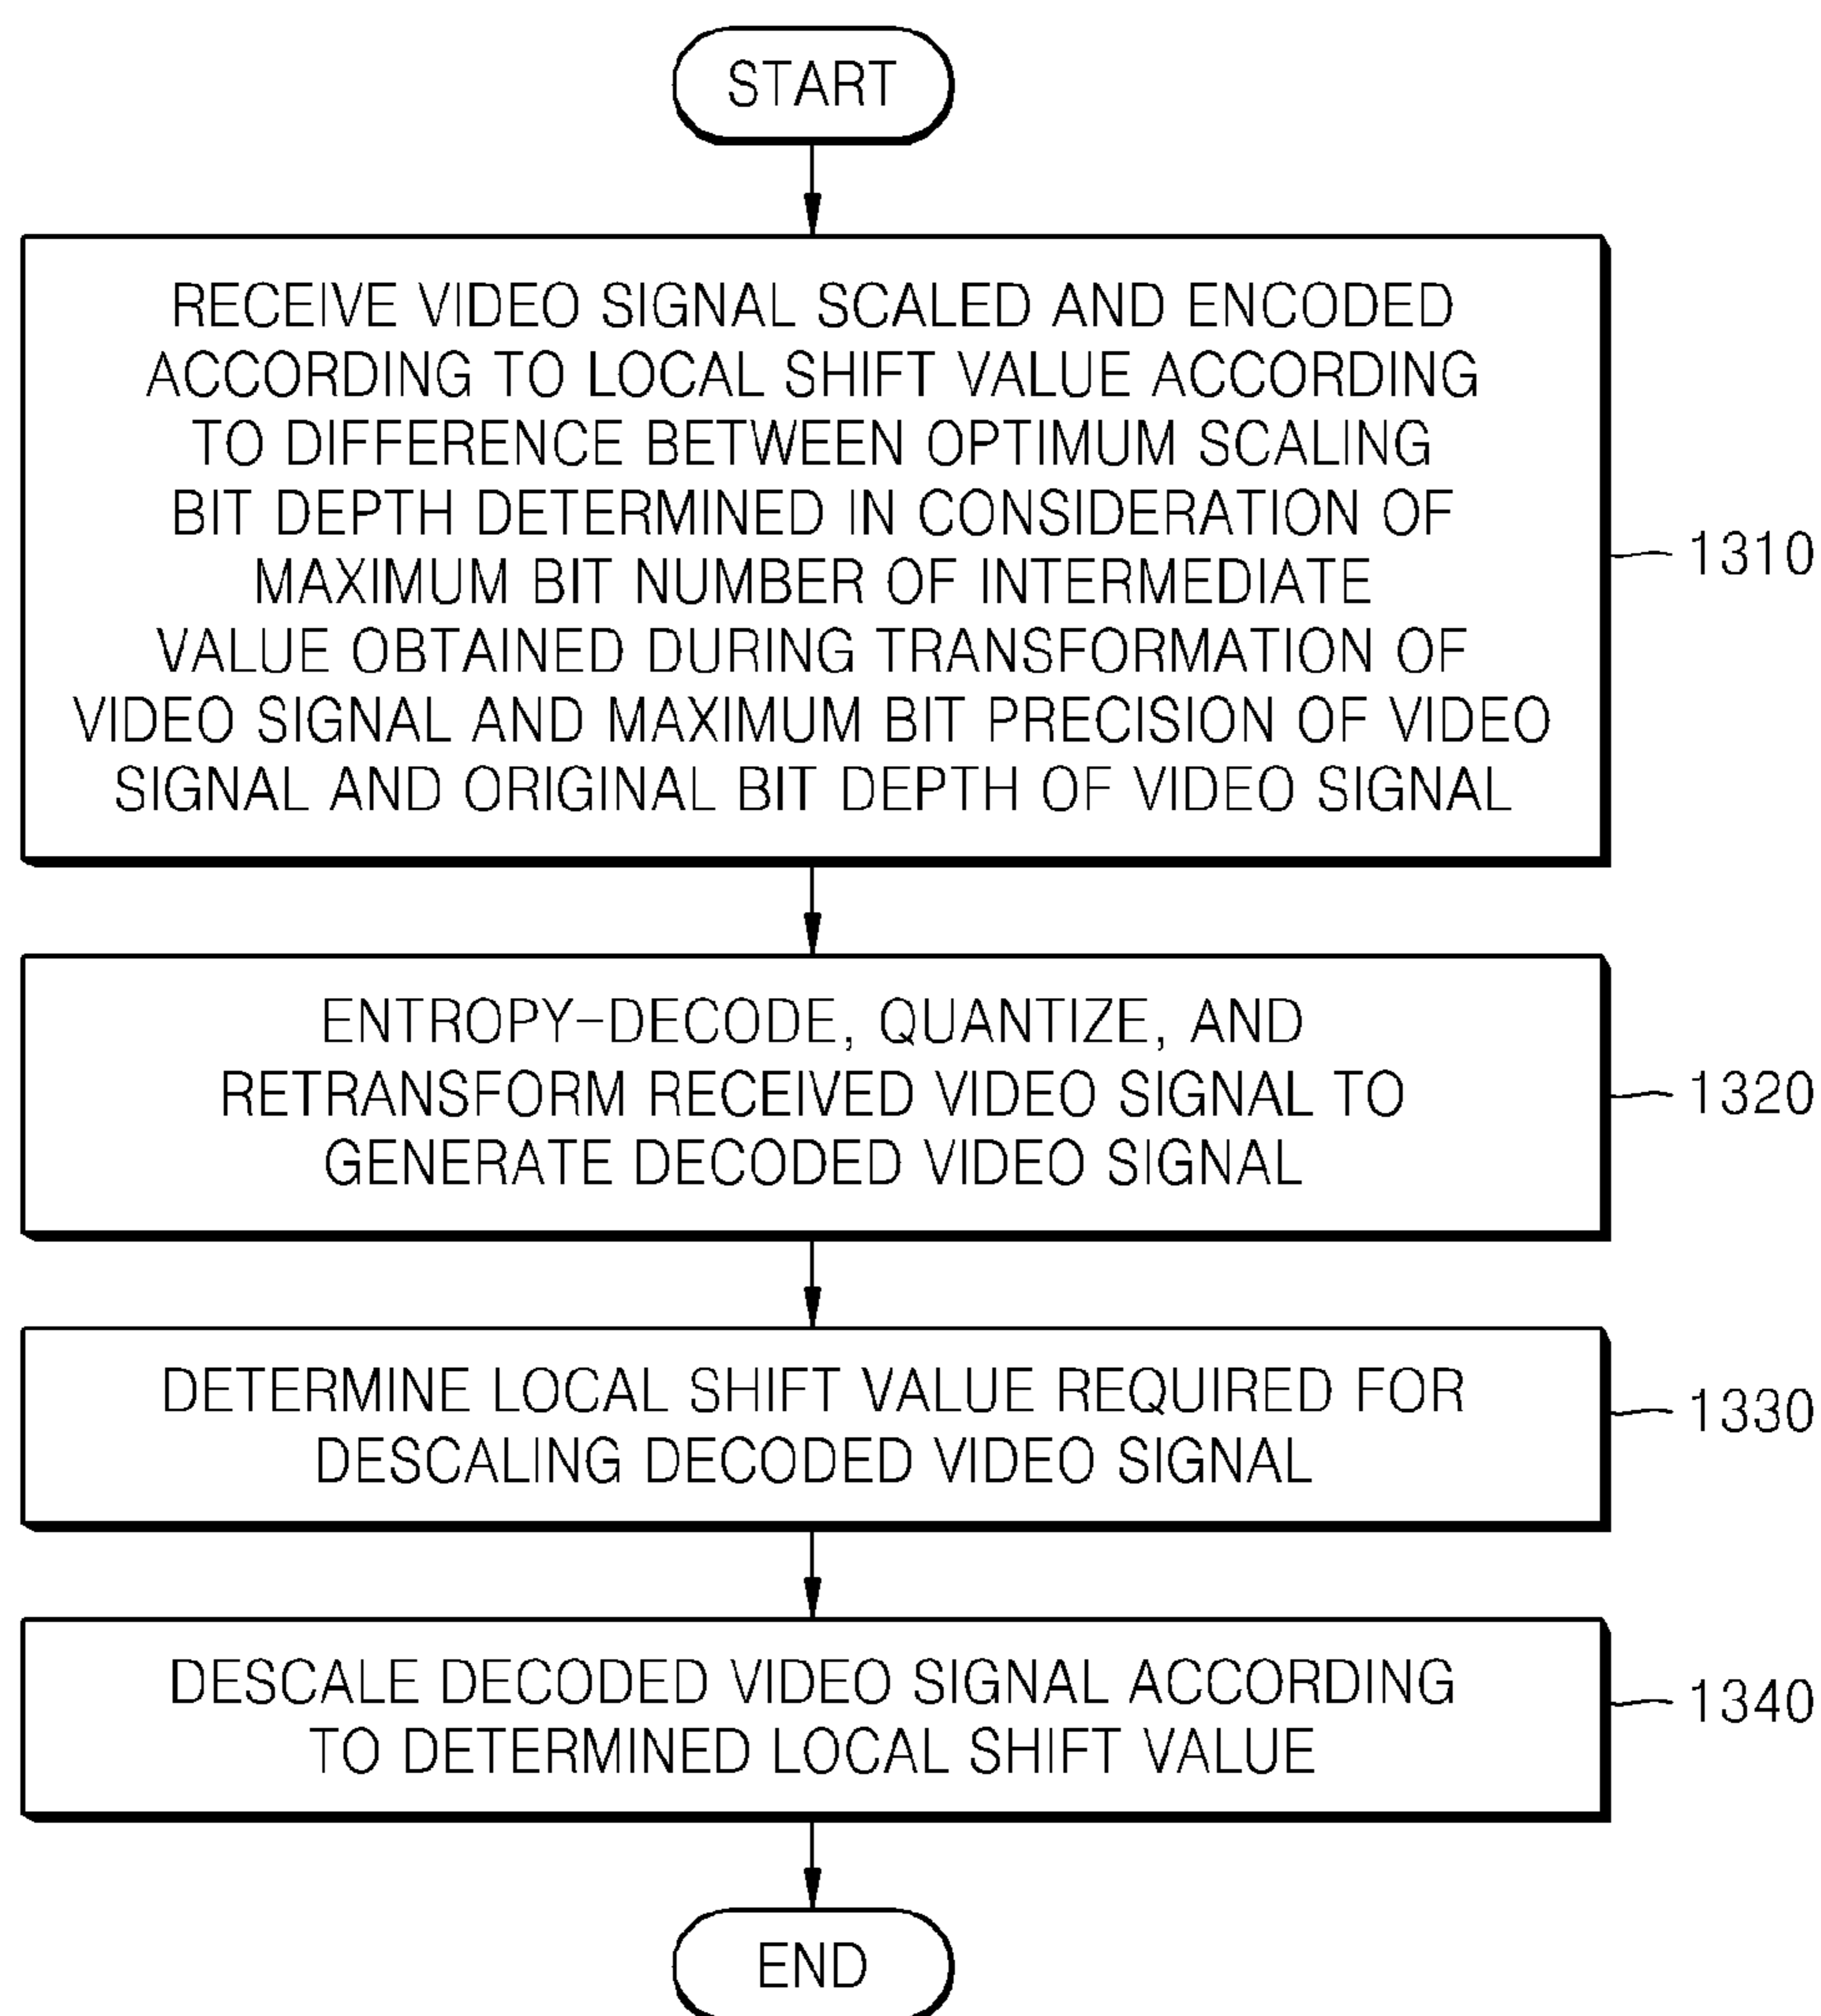 START
RECEIVE VIDEO SIGNAL SCALED AND ENCODED
ACCORDING TO LOCAL SHIFT VALUE ACCORDING
TO DIFFERENCE BETWEEN OPTIMUM SCALING
BIT DEPTH DETERMINED IN CONSIDERATION OF
MAXIMUM BIT NUMBER OF INTERMEDIATE
VALUE OBTAINED DURING TRANSFORMATION OF
VIDEO SIGNAL AND MAXIMUM BIT PRECISION OF VIDEO
SIGNAL AND ORIGINAL BIT DEPTH OF VIDEO SIGNAL
1310
ENTROPY-DECODE, QUANTIZE, AND
RETRANSFORM RECEIVED VIDEO SIGNAL TO
GENERATE DECODED VIDEO SIGNAL
1320
DETERMINE LOCAL SHIFT VALUE REQUIRED FOR
DESCALING DECODED VIDEO SIGNAL
1330
DESCALE DECODED VIDEO SIGNAL ACCORDING
TO DETERMINED LOCAL SHIFT VALUE
1340
END